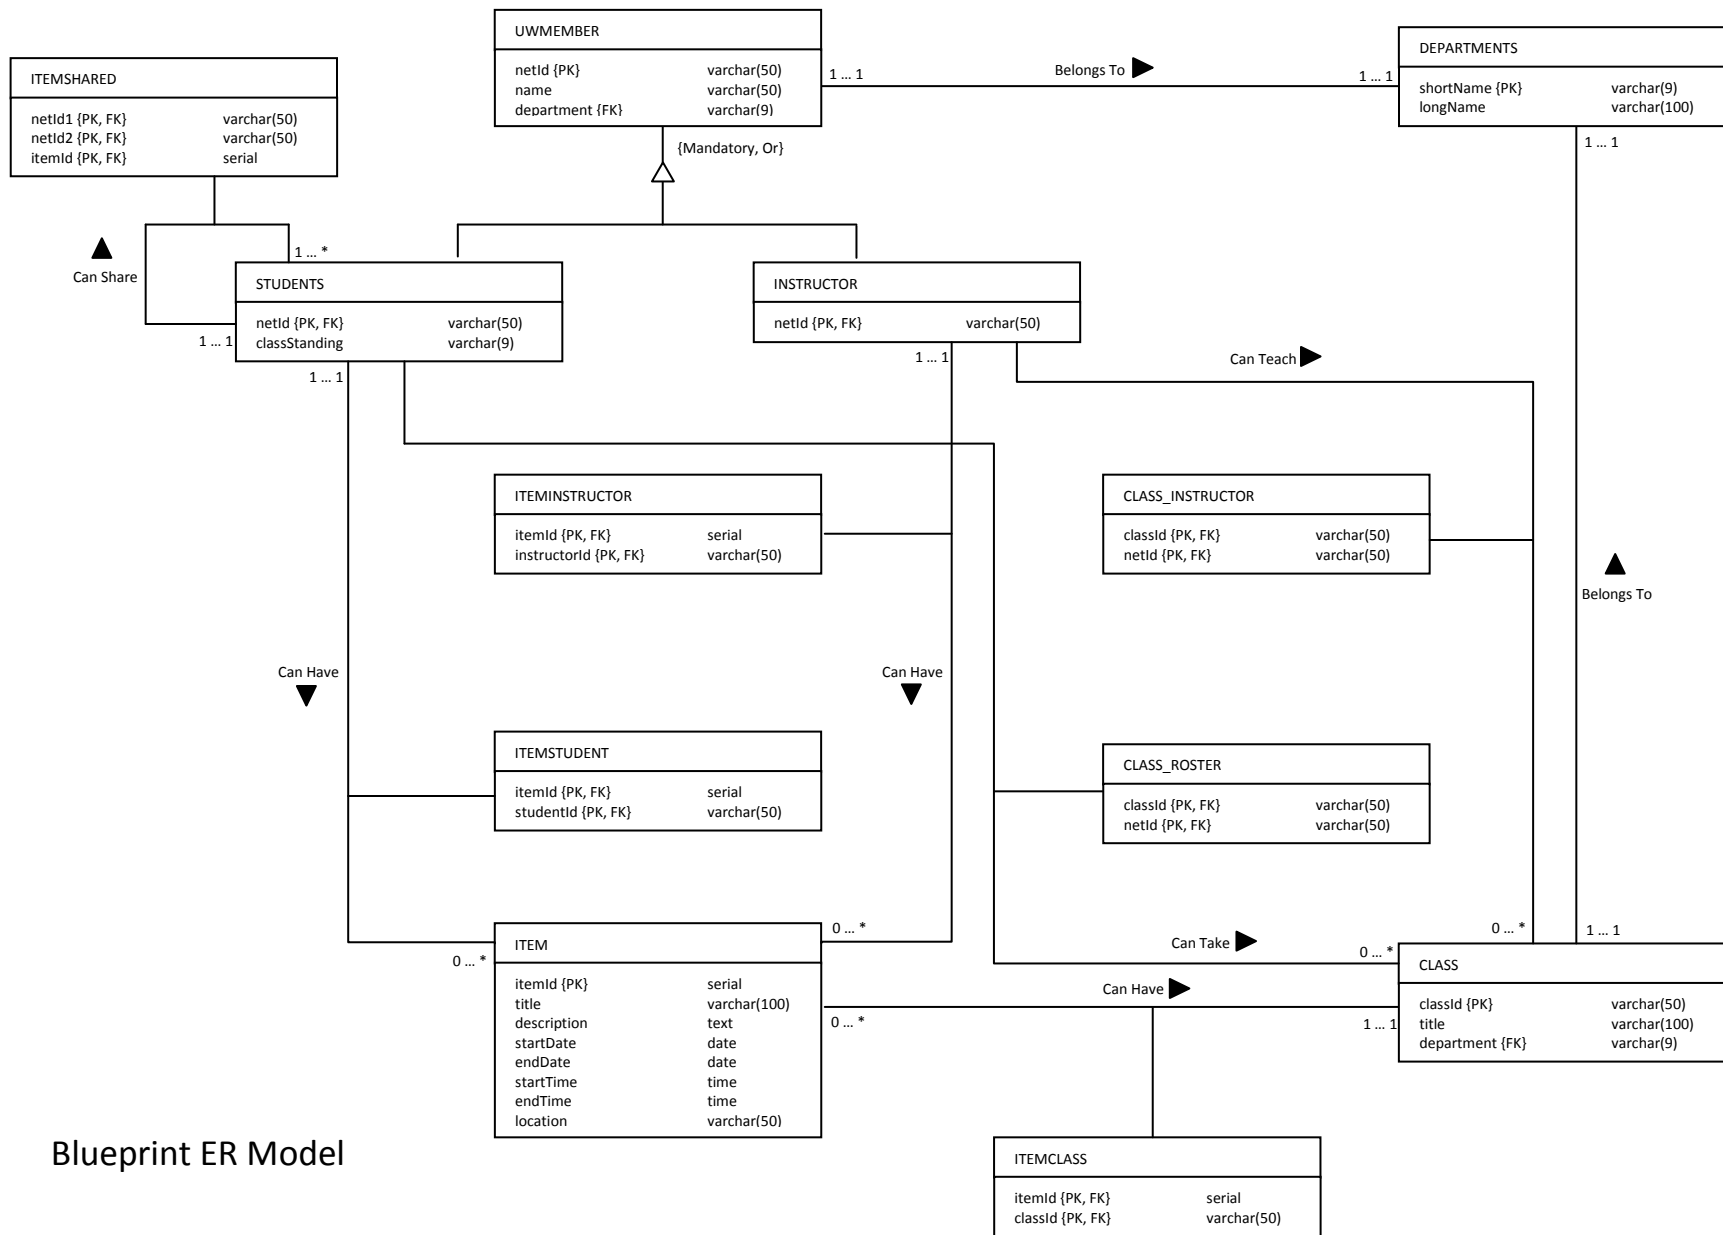 UWMEMBER
netId {PK} varchar(50)
name varchar(50)
department {FK} varchar(9)
DEPARTMENTS
shortName {PK} varchar(9)
longName varchar(100)
ITEMSHARED
netId1 {PK, FK} varchar(50)
netId2 {PK, FK} varchar(50)
itemId {PK, FK} serial
1 ... 1
Belongs To
1 ... 1
{Mandatory, Or}
1 ... 1
Can Share
1 ... *
1 ... 1
STUDENTS
netId {PK, FK} varchar(50)
classStanding varchar(9)
INSTRUCTOR
netId {PK, FK} varchar(50)
1 ... 1
1 ... 1
Can Teach
ITEMINSTRUCTOR
itemId {PK, FK} serial
instructorId {PK, FK} varchar(50)
CLASS_INSTRUCTOR
classId {PK, FK} varchar(50)
netId {PK, FK} varchar(50)
Belongs To
Can Have
Can Have
ITEMSTUDENT
itemId {PK, FK} serial
studentId {PK, FK} varchar(50)
CLASS_ROSTER
classId {PK, FK} varchar(50)
netId {PK, FK} varchar(50)
0 ... *
0 ... *
Can Take
0 ... *
0 ... *
1 ... 1
ITEM
itemId {PK} serial
title varchar(100)
description text
startDate date
endDate date
startTime time
endTime time
location varchar(50)
Can Have
0 ... *
1 ... 1
CLASS
classId {PK} varchar(50)
title varchar(100)
department {FK} varchar(9)
Blueprint ER Model
ITEMCLASS
itemId {PK, FK} serial
classId {PK, FK} varchar(50)